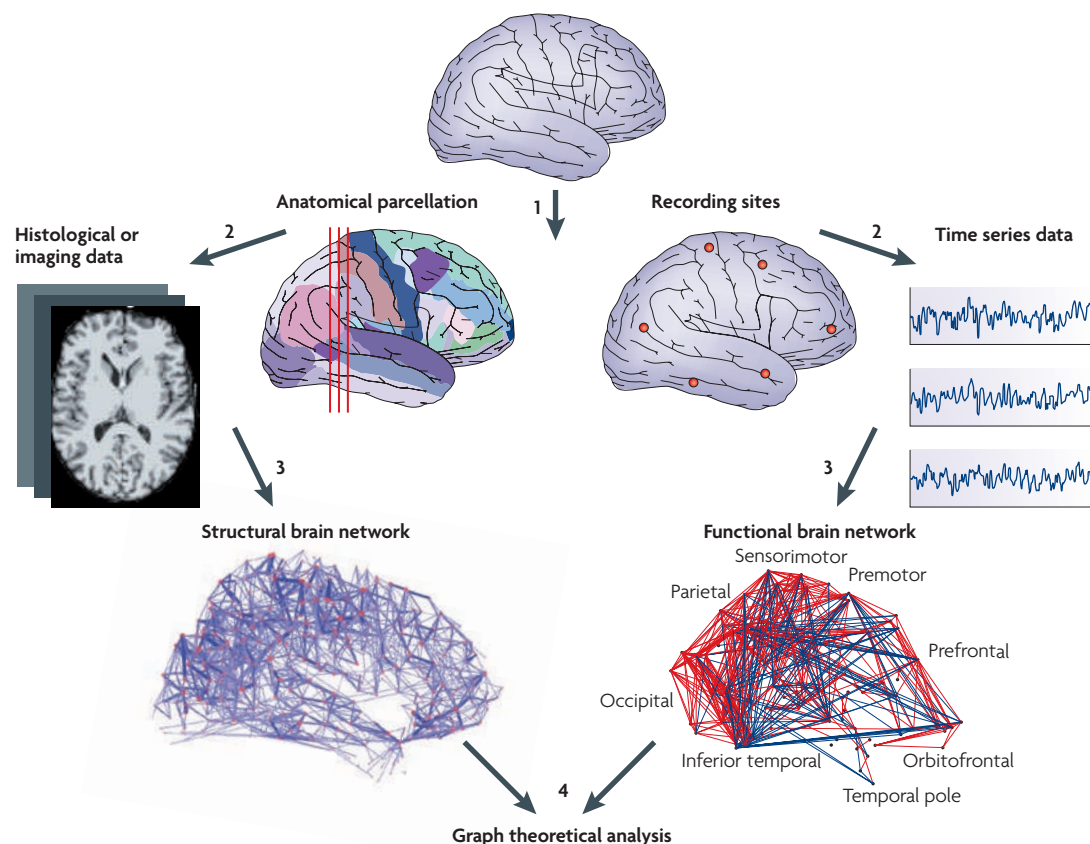 Anatomical parcellation
1
Recording sites
2
2
Histological or
imaging data
Time series data
3
3
Structural brain network
Functional brain network
Sensorimotor
Parietal
Premotor
Prefrontal
Occipital
Inferior temporal
Orbitofrontal
Temporal pole
4
Graph theoretical analysis